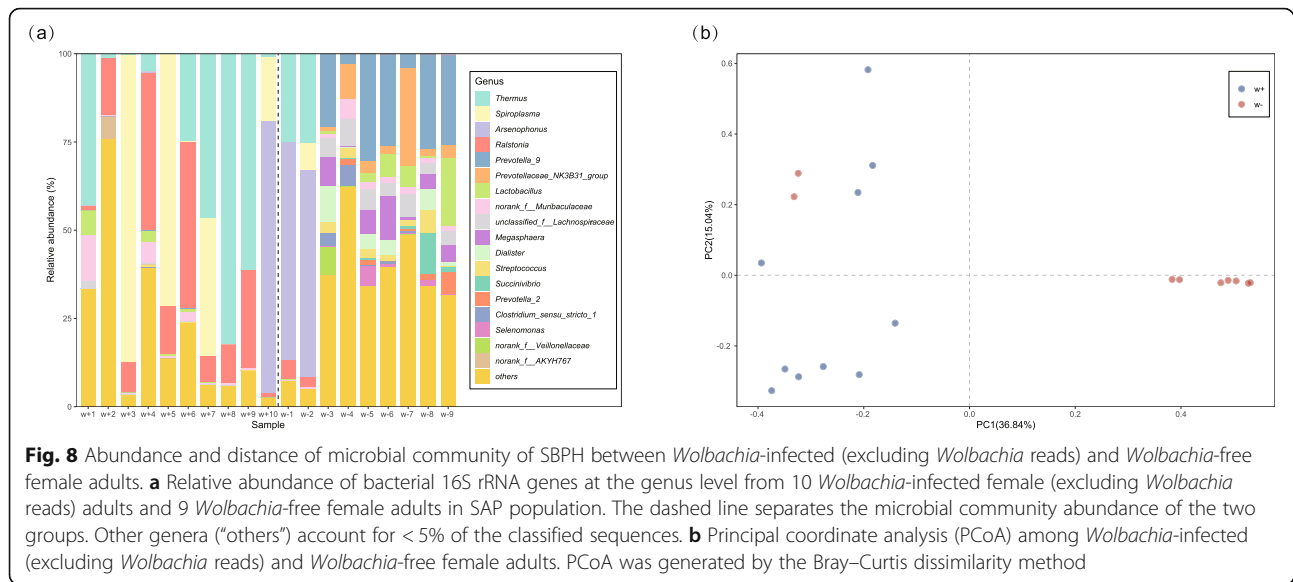 (a)
100
75
50
25
0
Relative abundance (%)
w+1 w+2 w+3 w+4 w+5 w+6 w+7 w+8 w+9 w+10 w-1 w-2 w-3 w-4 w-5 w-6 w-7 w-8 w-9
Sample
Genus
Thermus
Spiroplasma
Arsenophonus
Ralstonia
Prevotella_9
Prevotellaceae_NK3B31_group
Lactobacillus
norank_f__Muribaculaceae
unclassified_f__Lachnospiraceae
Megasphaera
Dialister
Streptococcus
Succinivibrio
Prevotella_2
Clostridium_sensu_stricto_1
Selenomonas
norank_f__Veillonellaceae
norank_f__AKYH767
others
(b)
0.6
0.4
0.2
0.0
-0.2
PC2(15.04%)
-0.4 -0.2 0.0 0.2 0.4
PC1(36.84%)
w+
w-
Fig. 8 Abundance and distance of microbial community of SBPH between Wolbachia-infected (excluding Wolbachia reads) and Wolbachia-free
female adults. a Relative abundance of bacterial 16S rRNA genes at the genus level from 10 Wolbachia-infected female (excluding Wolbachia
reads) adults and 9 Wolbachia-free female adults in SAP population. The dashed line separates the microbial community abundance of the two
groups. Other genera (“others”) account for < 5% of the classified sequences. b Principal coordinate analysis (PCoA) among Wolbachia-infected
(excluding Wolbachia reads) and Wolbachia-free female adults. PCoA was generated by the Bray–Curtis dissimilarity method